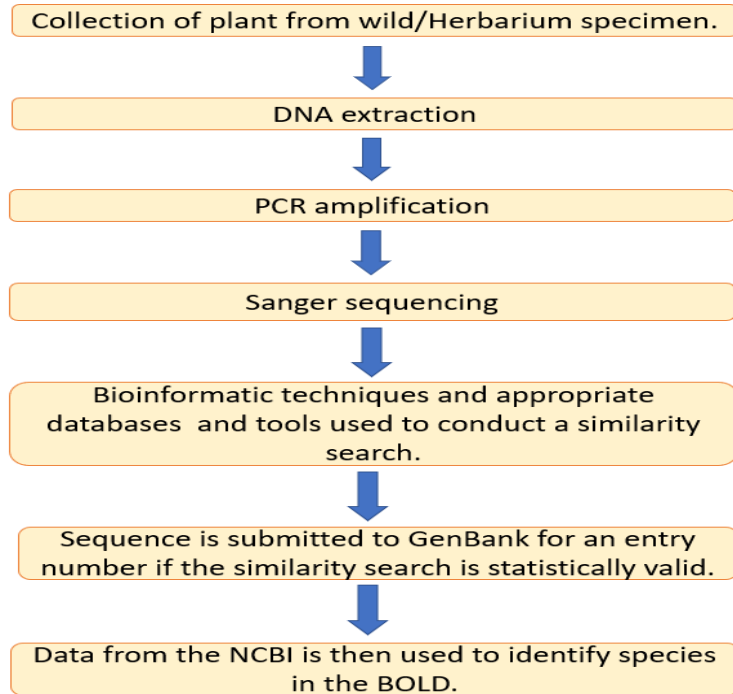 Collection of plant from wild/Herbarium specimen.
DNA extraction
PCR amplification
Sanger sequencing
Bioinformatic techniques and appropriate
databases and tools used to conduct a similarity
search.
Sequence is submitted to GenBank for an entry
number if the similarity search is statistically valid.
Data from the NCBI is then used to identify species
in the BOLD.